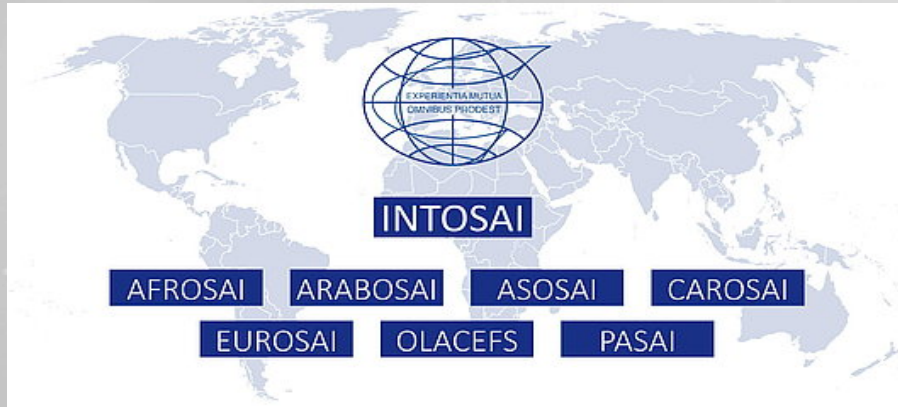 EXPERIENTIA MUTUA
OMNIBUS PRODEST
INTOSAI
AFROSAI ARABOSAI ASOSAI CAROSAI
EUROSAI OLACEFS PASAI